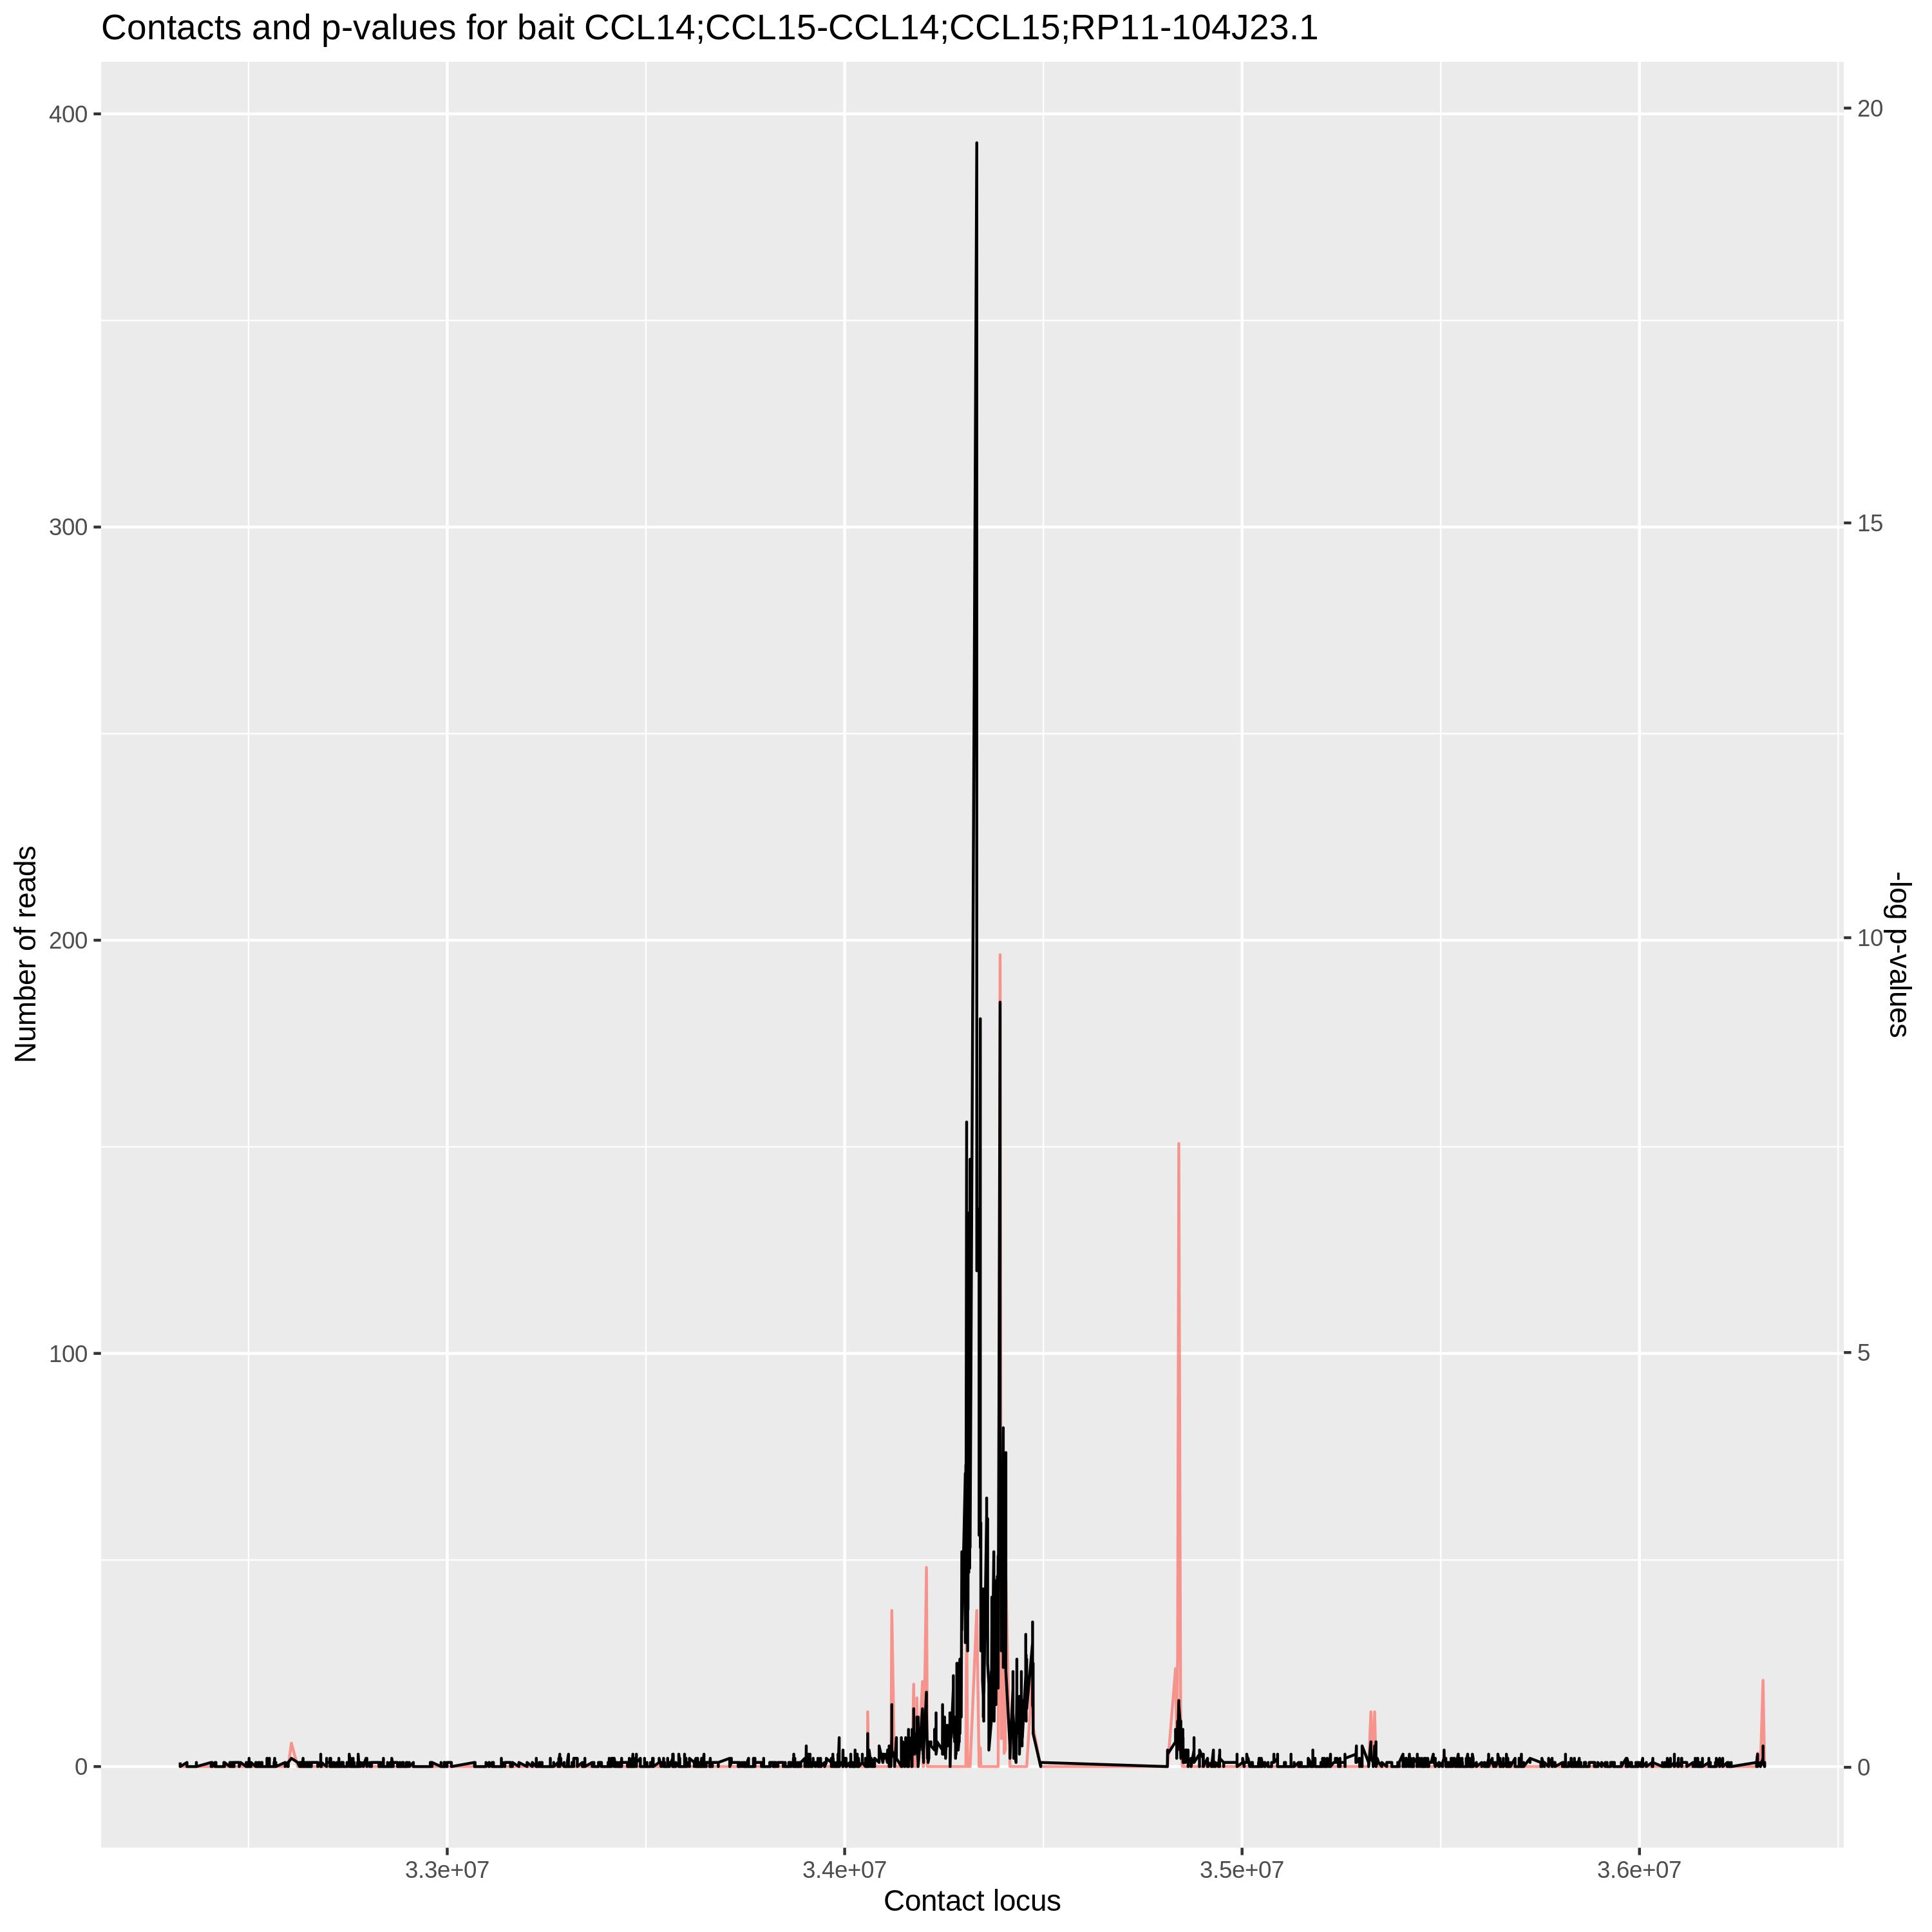 Contacts and p-values for bait CCL14;CCL15-CCL14;CCL15;RP11-104J23.1
400
300
200
100
0
Number of reads
20
15
10
5
0
-log p-values
3.3e+07
3.4e+07
3.5e+07
3.6e+07
Contact locus